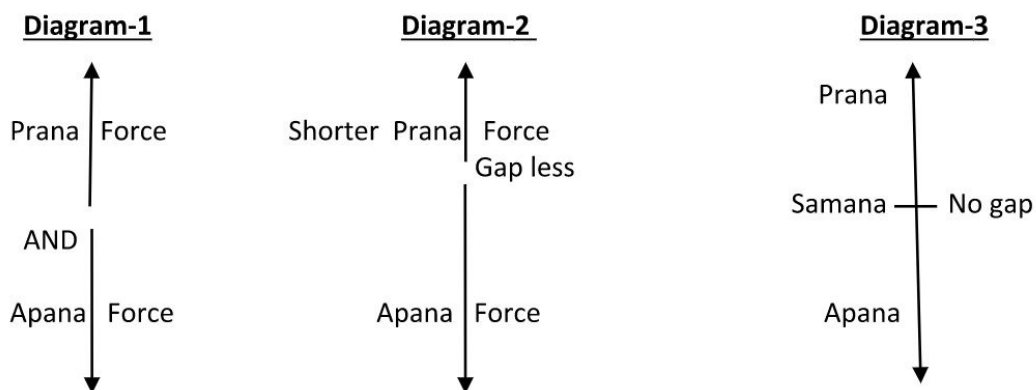 Diagram-1
Prana Force
AND
Apana Force
Diagram-2
Shorter Prana Force
Gap less
Apana Force
Diagram-3
Prana
Samana No gap
Apana